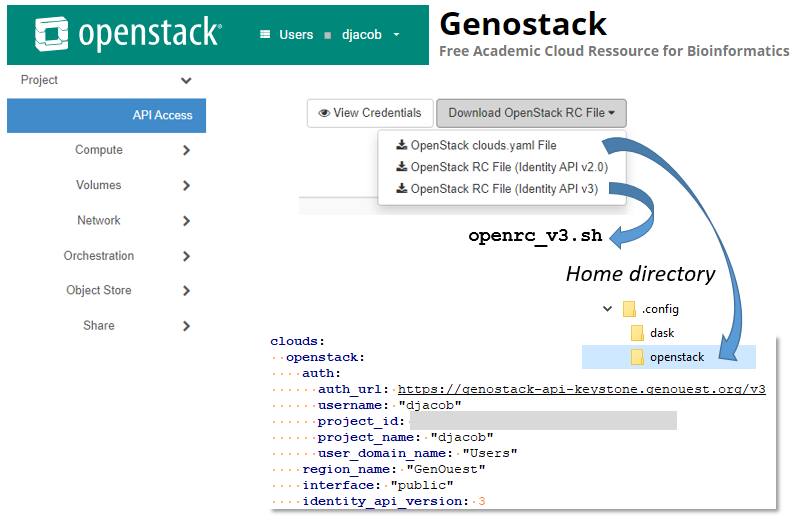 openstack.
Users djacob
Genostack
Free Academic Cloud Ressource for Bioinformatics
Project
API Access
Compute
Volumes
Network
Orchestration
Object Store
Share
View Credentials
Download OpenStack RC File
OpenStack clouds.yaml File
OpenStack RC File (Identity API v2.0)
OpenStack RC File (Identity API v3)
openrc_v3.sh
Home directory
.config
dask
openstack
clouds:
openstack:
auth:
auth_url: https://genostack-api-keystone.genouest.org/v3
username: "djacob"
project_id:
project_name: "djacob"
user_domain_name: "Users"
region_name: "GenOuest"
interface: "public"
identity_api_version: 3